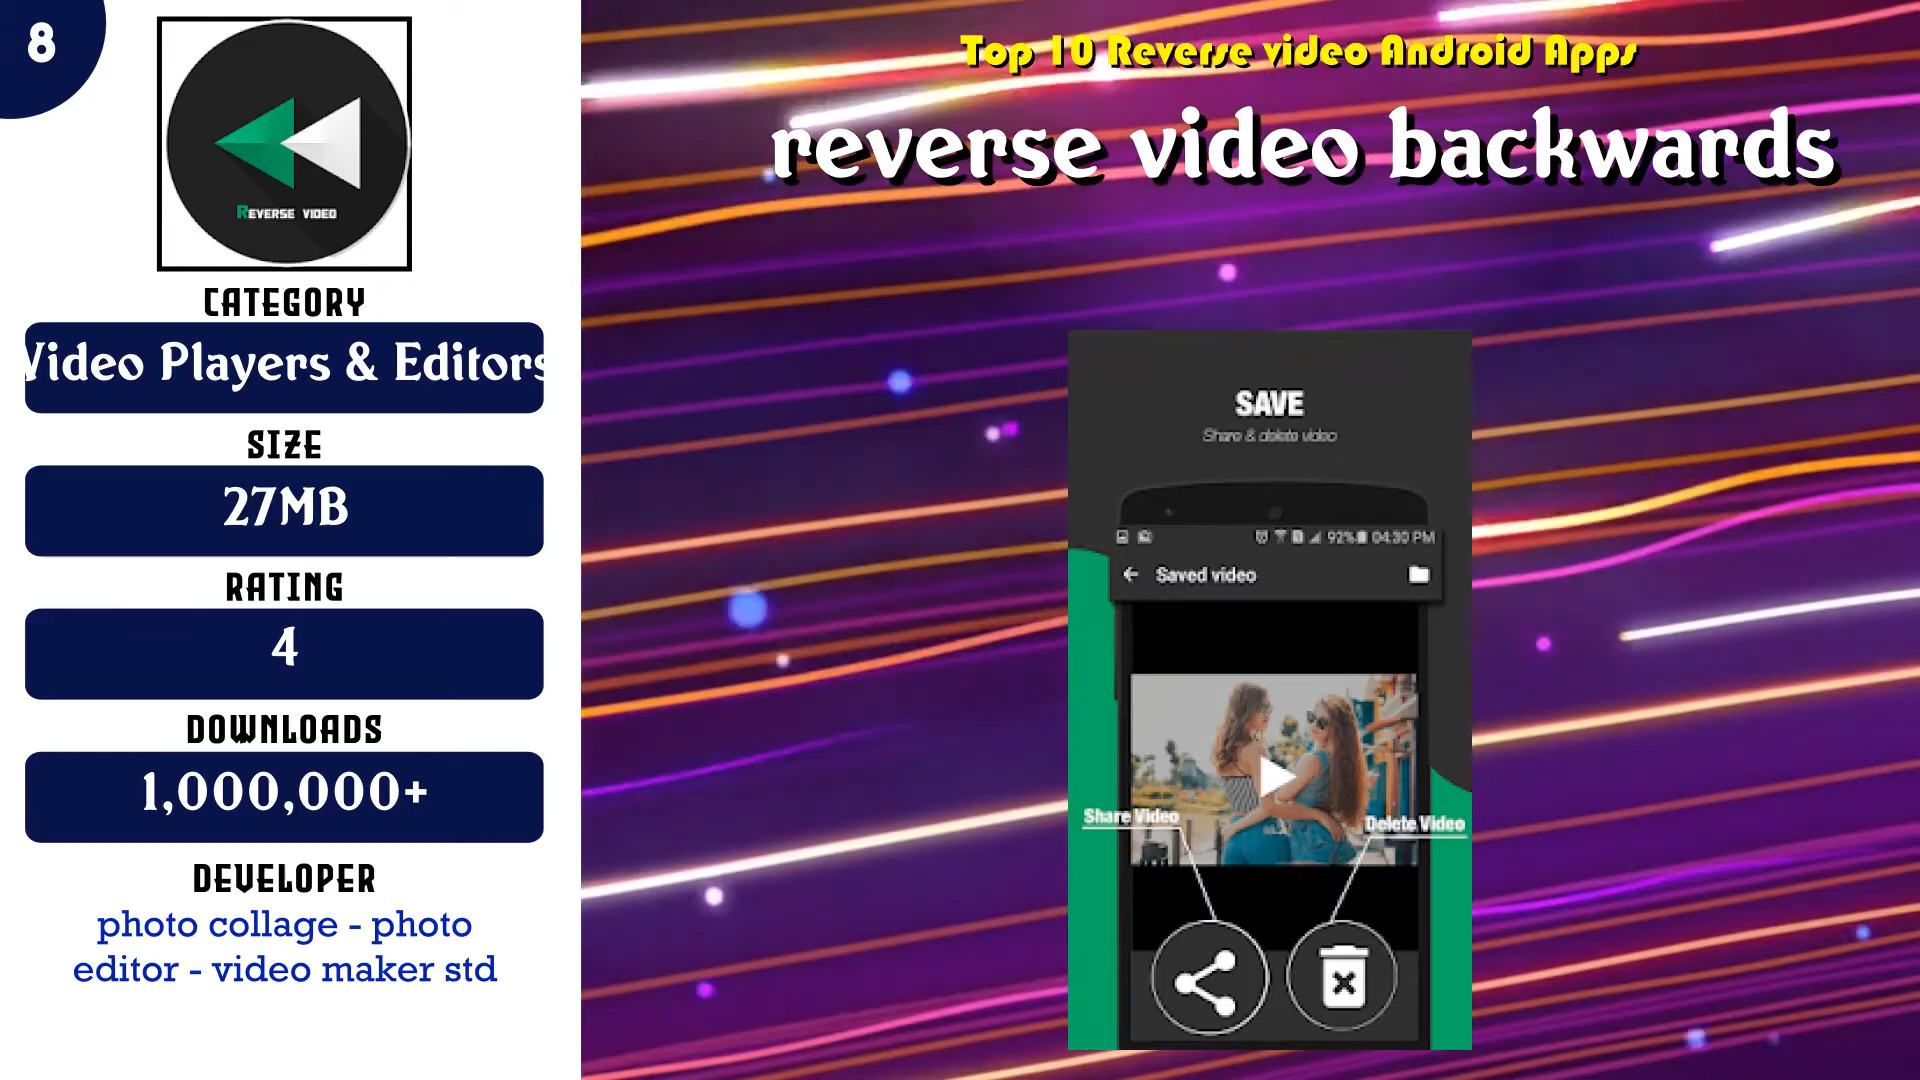 8
REVERSE VIDEO
CATEGORY
Video Players & Editors
SIZE
27MB
RATING
4
DOWNLOADS
1,000,000+
DEVELOPER
photo collage - photo
editor - video maker std
Top 10 Reverse video Android Apps
reverse video backwards
SAVE
Share & delete video
92% 04:30 PM
Saved video
Share Video
Delete Video